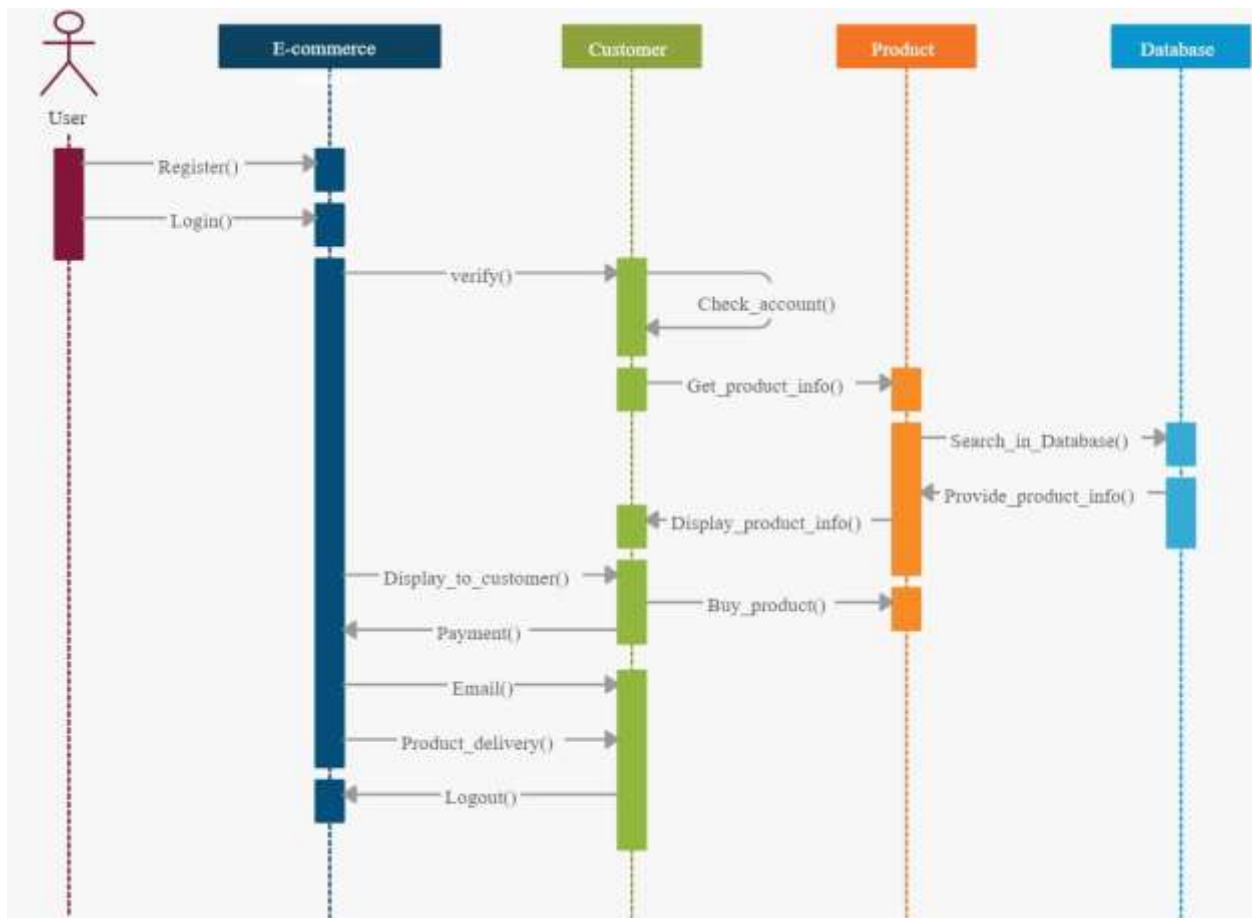 E-commerce
Customer
Product
Database
User
Register()
Login()
verify()
Check_account()
Get_product_info()
Search_in_Database()
Provide_product_info()
Display_product_info()
Display_to_customer()
Buy_product()
Payment()
Email()
Product_delivery()
Logout()